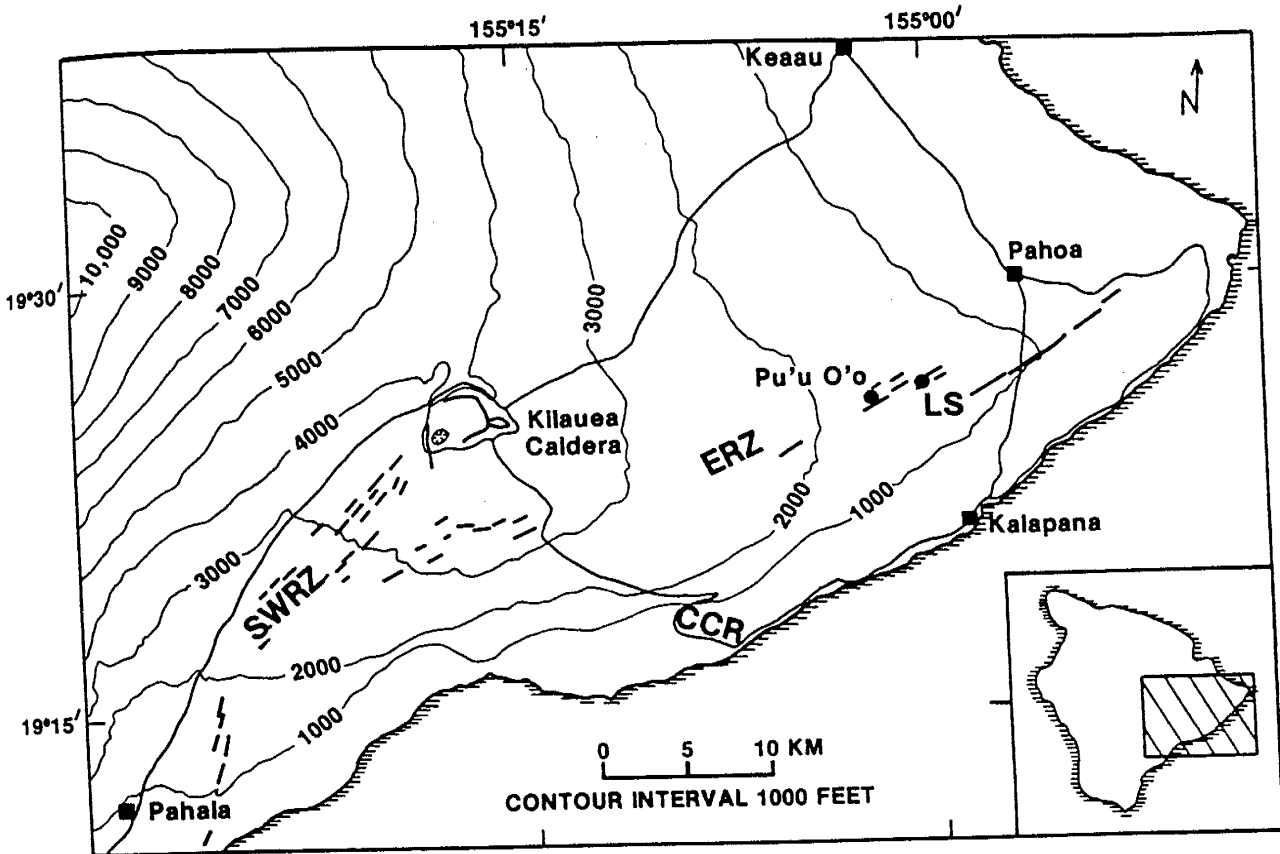 155°15′
155°00′
Keaau
N
Pahoa
10,000
9000
8000
7000
6000
5000
4000
3000
19°30′
3000
Pu'u O'o
LS
Kilauea
Caldera
ERZ
2000
1000
Kalapana
3000
SWRZ
CCR
2000
1000
19°15′
0 5 10 KM
CONTOUR INTERVAL 1000 FEET
Pahala